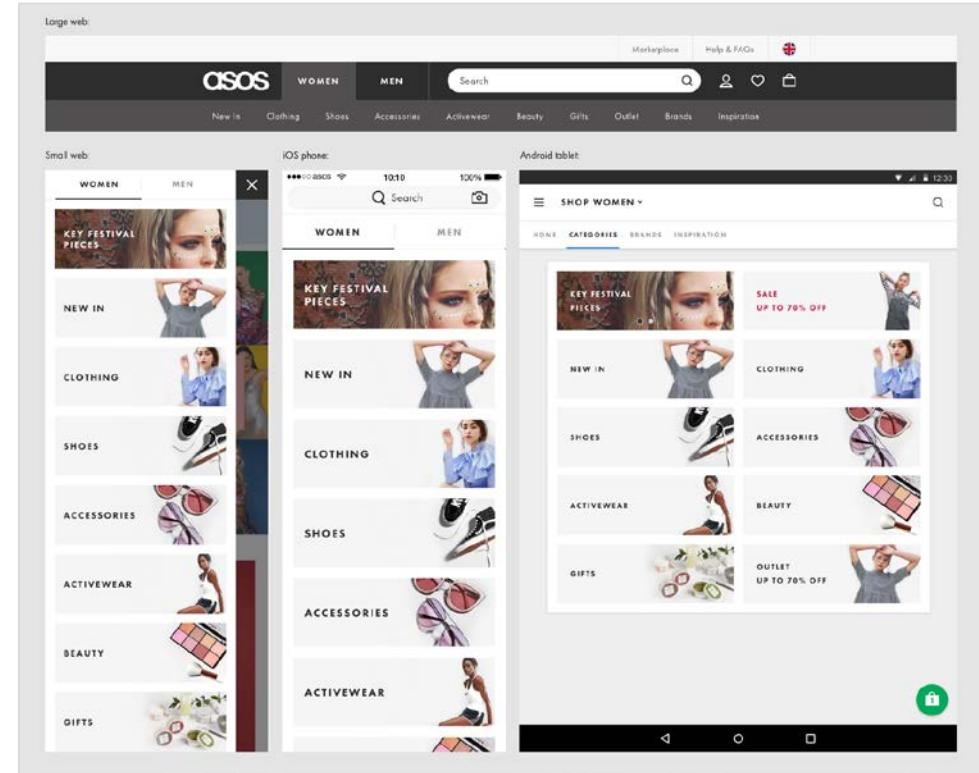 Large web:
Marketplace Help & FAQs
asos WOMEN MEN Search
New In Clothing Shoes Accessories Activewear Beauty Gifts Outlet Brands Inspiration
Small web:
WOMEN MEN
KEY FESTIVAL
PIECES
NEW IN
CLOTHING
SHOES
ACCESSORIES
ACTIVEWEAR
BEAUTY
GIFTS
iOS phone:
asos 10:10 100%
Search
WOMEN MEN
KEY FESTIVAL
PIECES
NEW IN
CLOTHING
SHOES
ACCESSORIES
ACTIVEWEAR
Android tablet:
12:30
SHOP WOMEN
HOME CATEGORIES BRANDS INSPIRATION
KEY FESTIVAL
PIECES
SALE
UP TO 70% OFF
NEW IN
CLOTHING
SHOES
ACCESSORIES
ACTIVEWEAR
BEAUTY
GIFTS
OUTLET
UP TO 70% OFF
1